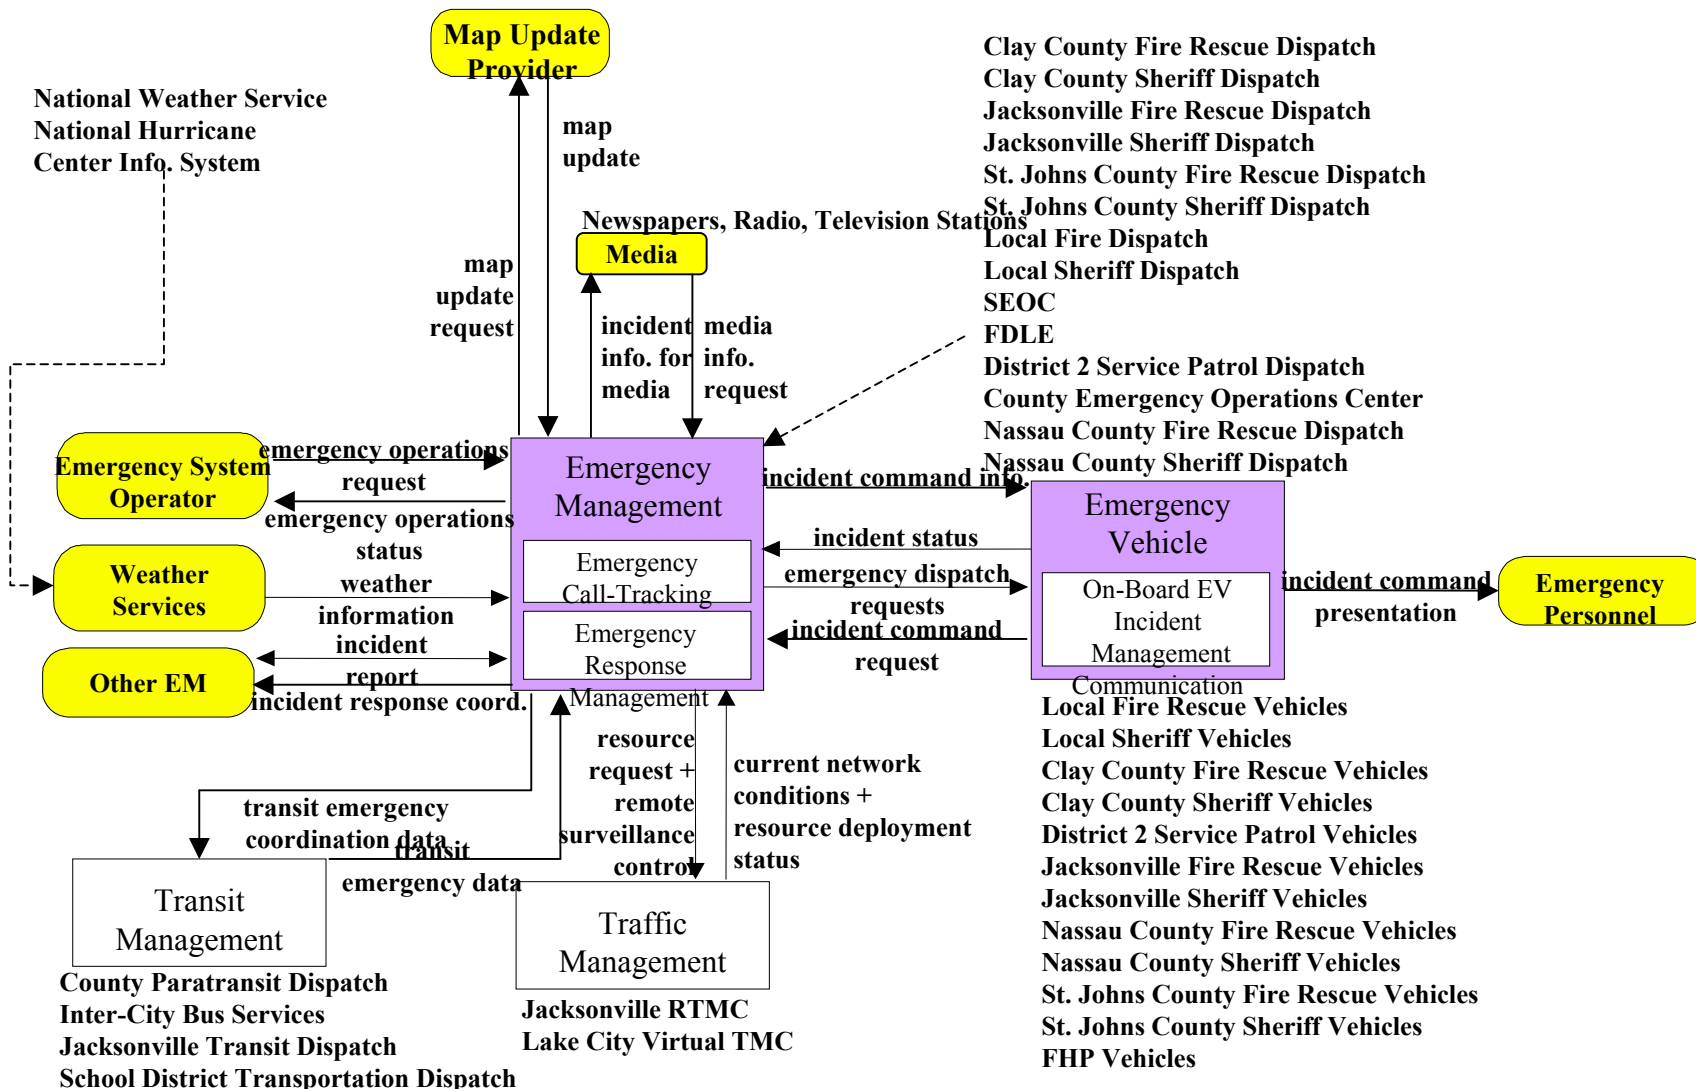 Map Update
Provider
National Weather Service
National Hurricane
Center Info. System
map
update
Newspapers, Radio, Television Stations
Media
map
update
request
incident
info. for
media
media
info.
request
Clay County Fire Rescue Dispatch
Clay County Sheriff Dispatch
Jacksonville Fire Rescue Dispatch
Jacksonville Sheriff Dispatch
St. Johns County Fire Rescue Dispatch
St. Johns County Sheriff Dispatch
Local Fire Dispatch
Local Sheriff Dispatch
SEOC
FDLE
District 2 Service Patrol Dispatch
County Emergency Operations Center
Nassau County Fire Rescue Dispatch
Nassau County Sheriff Dispatch
Emergency System
Operator
emergency operations
request
emergency operations
status
Weather
Services
weather
information
Other EM
incident
report
incident response coord.
Emergency
Management
Emergency
Call-Tracking
Emergency
Response
Management
incident command info.
incident status
emergency dispatch
requests
incident command
request
Emergency
Vehicle
On-Board EV
Incident
Management
Communication
incident command
presentation
Emergency
Personnel
Local Fire Rescue Vehicles
Local Sheriff Vehicles
Clay County Fire Rescue Vehicles
Clay County Sheriff Vehicles
District 2 Service Patrol Vehicles
Jacksonville Fire Rescue Vehicles
Jacksonville Sheriff Vehicles
Nassau County Fire Rescue Vehicles
Nassau County Sheriff Vehicles
St. Johns County Fire Rescue Vehicles
St. Johns County Sheriff Vehicles
FHP Vehicles
transit emergency
coordination data
transit
emergency data
resource
request +
remote
surveillance
control
current network
conditions +
resource deployment
status
Transit
Management
County Paratransit Dispatch
Inter-City Bus Services
Jacksonville Transit Dispatch
School District Transportation Dispatch
Traffic
Management
Jacksonville RTMC
Lake City Virtual TMC